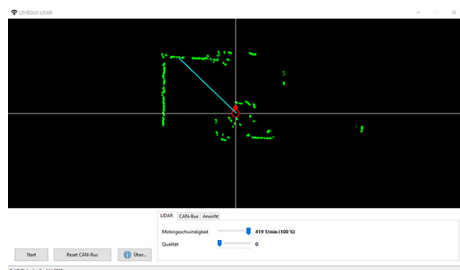 LEYBOLD LIDAR
LIDAR CAN-Bus Ansicht
Motorgeschwindigkeit 419 1/min (100 %)
Qualität 0
Start Reset CAN-Bus Über...